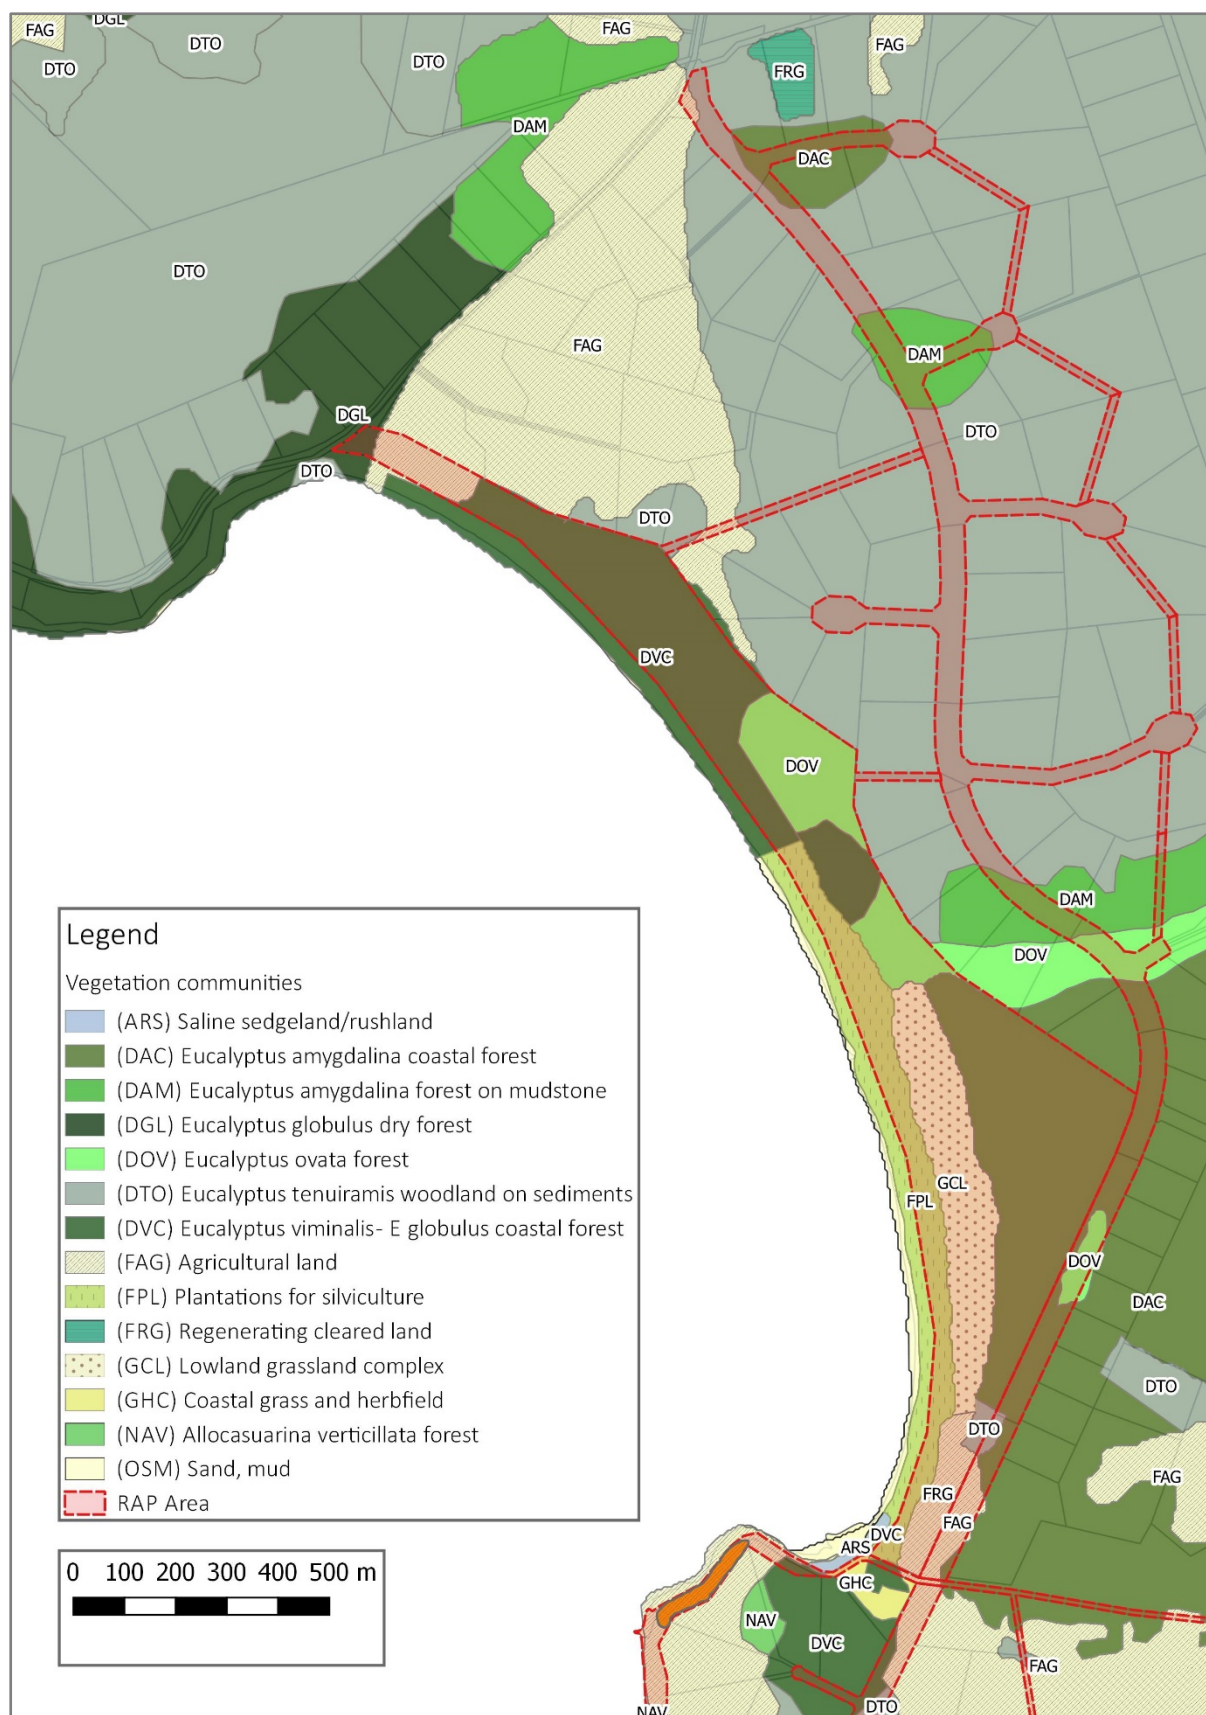 FAG
DGL
DTO
DTO
DTO
FAG
FAG
FRG
DAM
DAC
DTO
FAG
DAM
DGL
DTO
DTO
DTO
DVC
DOV
DAM
DOV
GCL
FPL
DOV
DAC
DTO
DTO
FAG
FRG
FAG
DVC
ARS
GHC
NAV
DVC
FAG
NAV
DTO
Legend
Vegetation communities
(ARS) Saline sedgeland/rushland
(DAC) Eucalyptus amygdalina coastal forest
(DAM) Eucalyptus amygdalina forest on mudstone
(DGL) Eucalyptus globulus dry forest
(DOV) Eucalyptus ovata forest
(DTO) Eucalyptus tenuiramis woodland on sediments
(DVC) Eucalyptus viminalis- E globulus coastal forest
(FAG) Agricultural land
(FPL) Plantations for silviculture
(FRG) Regenerating cleared land
(GCL) Lowland grassland complex
(GHC) Coastal grass and herbfield
(NAV) Allocasuarina verticillata forest
(OSM) Sand, mud
RAP Area
0 100 200 300 400 500 m